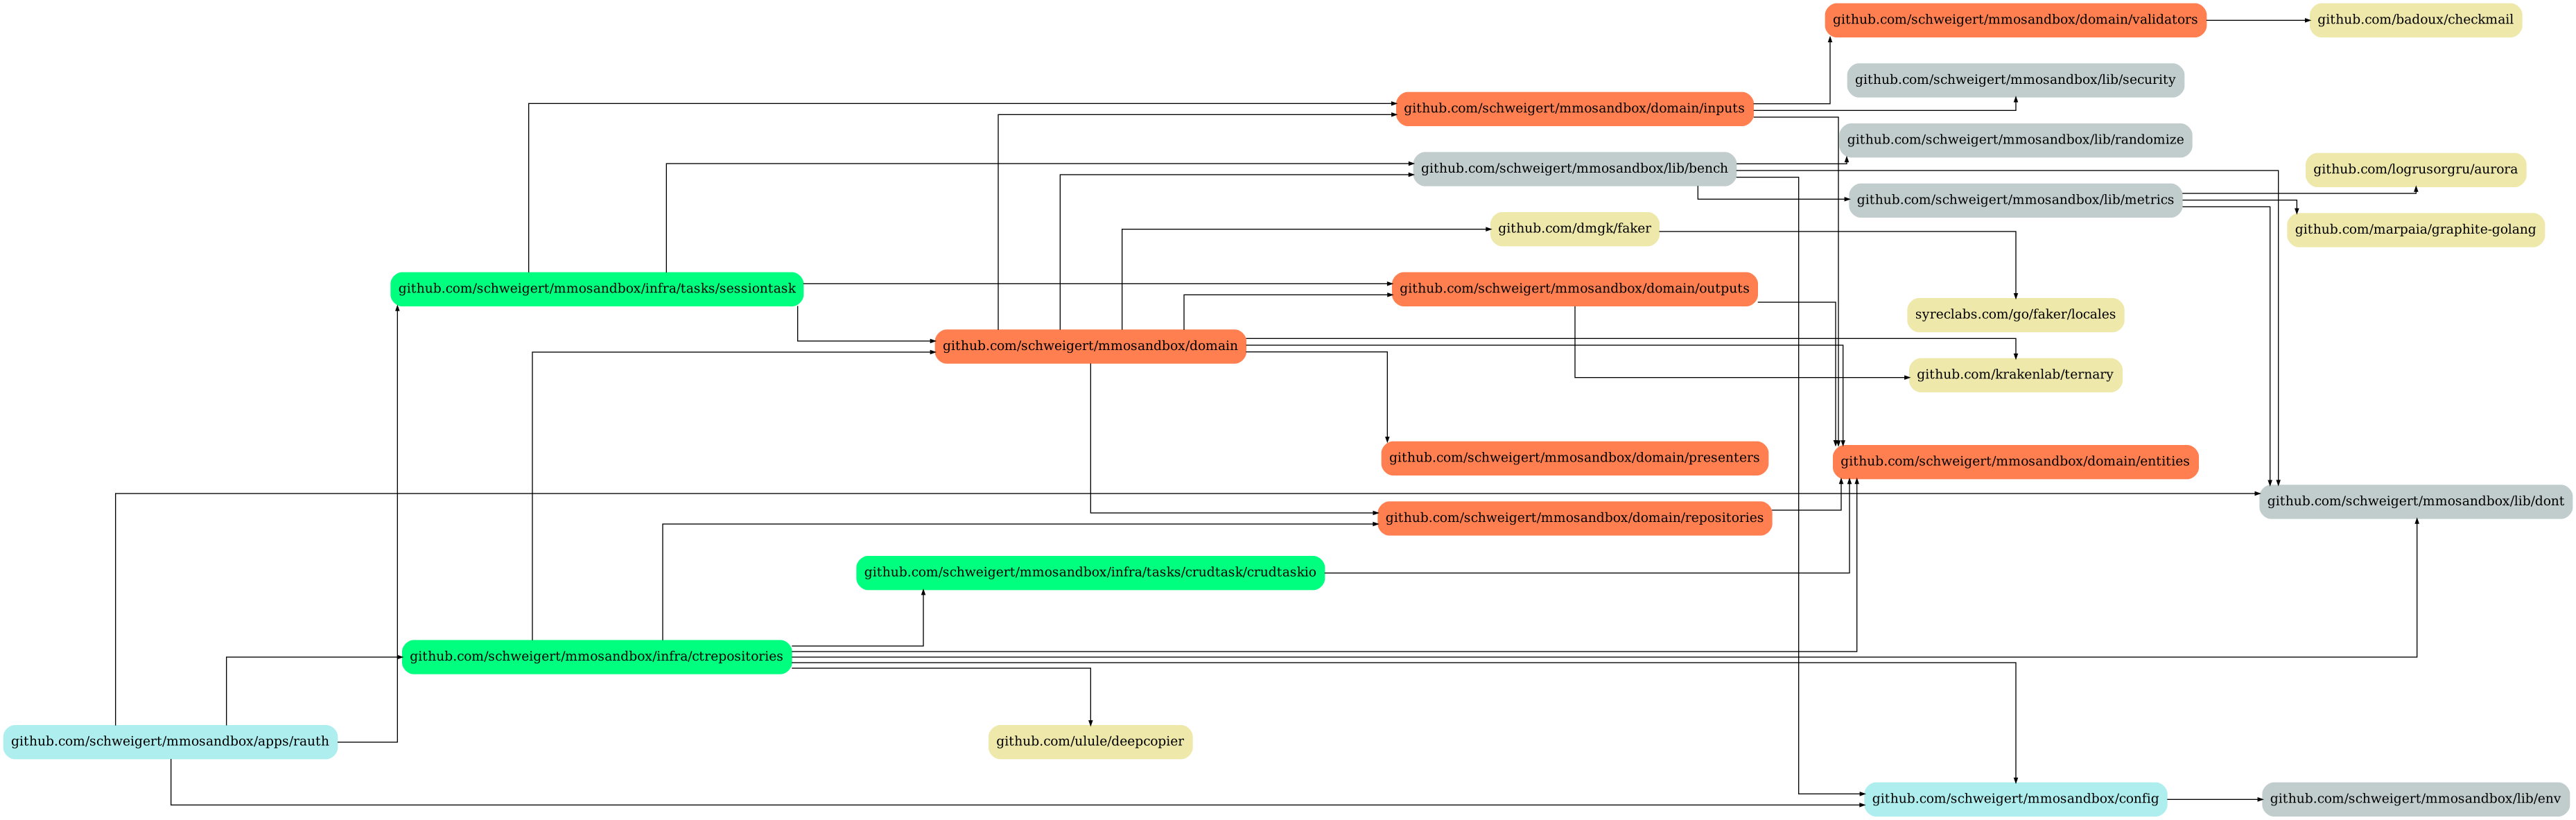 github.com/schweigert/mmosandbox/domain/validators
github.com/badoux/checkmail
github.com/schweigert/mmosandbox/lib/security
github.com/schweigert/mmosandbox/domain/inputs
github.com/schweigert/mmosandbox/lib/randomize
github.com/schweigert/mmosandbox/lib/bench
github.com/logrusorgru/aurora
github.com/schweigert/mmosandbox/lib/metrics
github.com/dmgk/faker
github.com/marpaia/graphite-golang
github.com/schweigert/mmosandbox/infra/tasks/sessiontask
github.com/schweigert/mmosandbox/domain/outputs
syreclabs.com/go/faker/locales
github.com/schweigert/mmosandbox/domain
github.com/krakenlab/ternary
github.com/schweigert/mmosandbox/domain/presenters
github.com/schweigert/mmosandbox/domain/entities
github.com/schweigert/mmosandbox/lib/dont
github.com/schweigert/mmosandbox/domain/repositories
github.com/schweigert/mmosandbox/infra/tasks/crudtask/crudtaskio
github.com/schweigert/mmosandbox/infra/ctrepositories
github.com/schweigert/mmosandbox/apps/rauth
github.com/ulule/deepcopier
github.com/schweigert/mmosandbox/config
github.com/schweigert/mmosandbox/lib/env